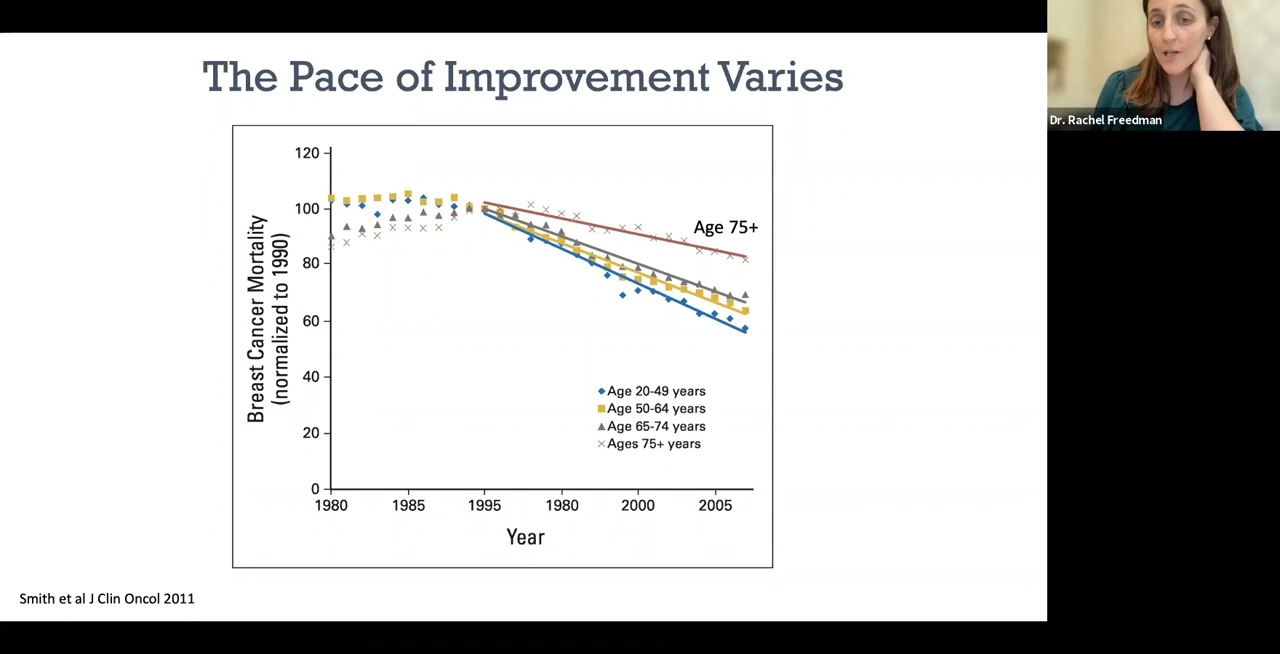 The Pace of Improvement Varies
Dr. Rachel Freedman
120
100
80
60
40
20
0
Breast Cancer Mortality
(normalized to 1990)
Age 75+
Age 20-49 years
Age 50-64 years
Age 65-74 years
Ages 75+ years
1980 1985 1995 1980 2000 2005
Year
Smith et al J Clin Oncol 2011